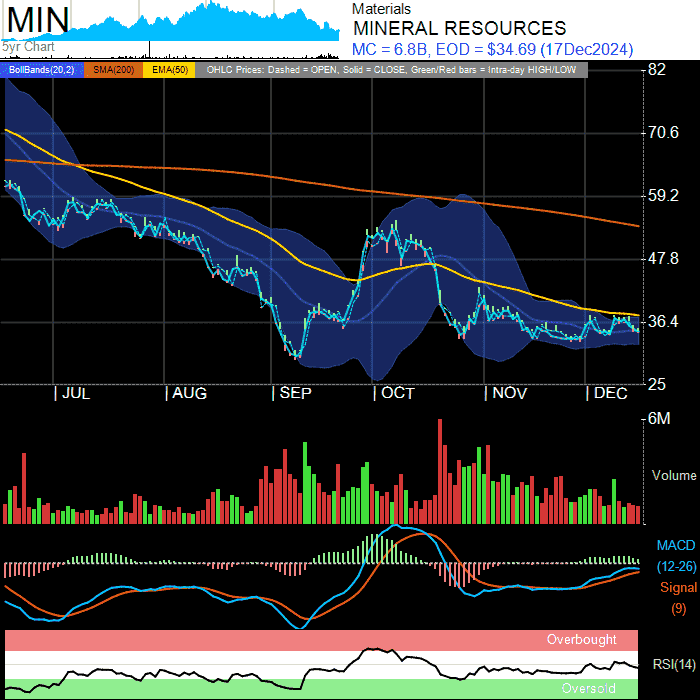 MIN
5yr Chart
Materials
MINERAL RESOURCES
MC = 6.8B, EOD = $34.69 (17Dec2024)
BollBands(20,2) SMA(200) EMA(50) OHLC Prices: Dashed = OPEN, Solid = CLOSE, Green/Red bars = Intra-day HIGH/LOW
82
70.6
59.2
47.8
36.4
25
JUL AUG SEP OCT NOV DEC
6M
Volume
MACD
(12-26)
Signal
(9)
Overbought
RSI(14)
Oversold